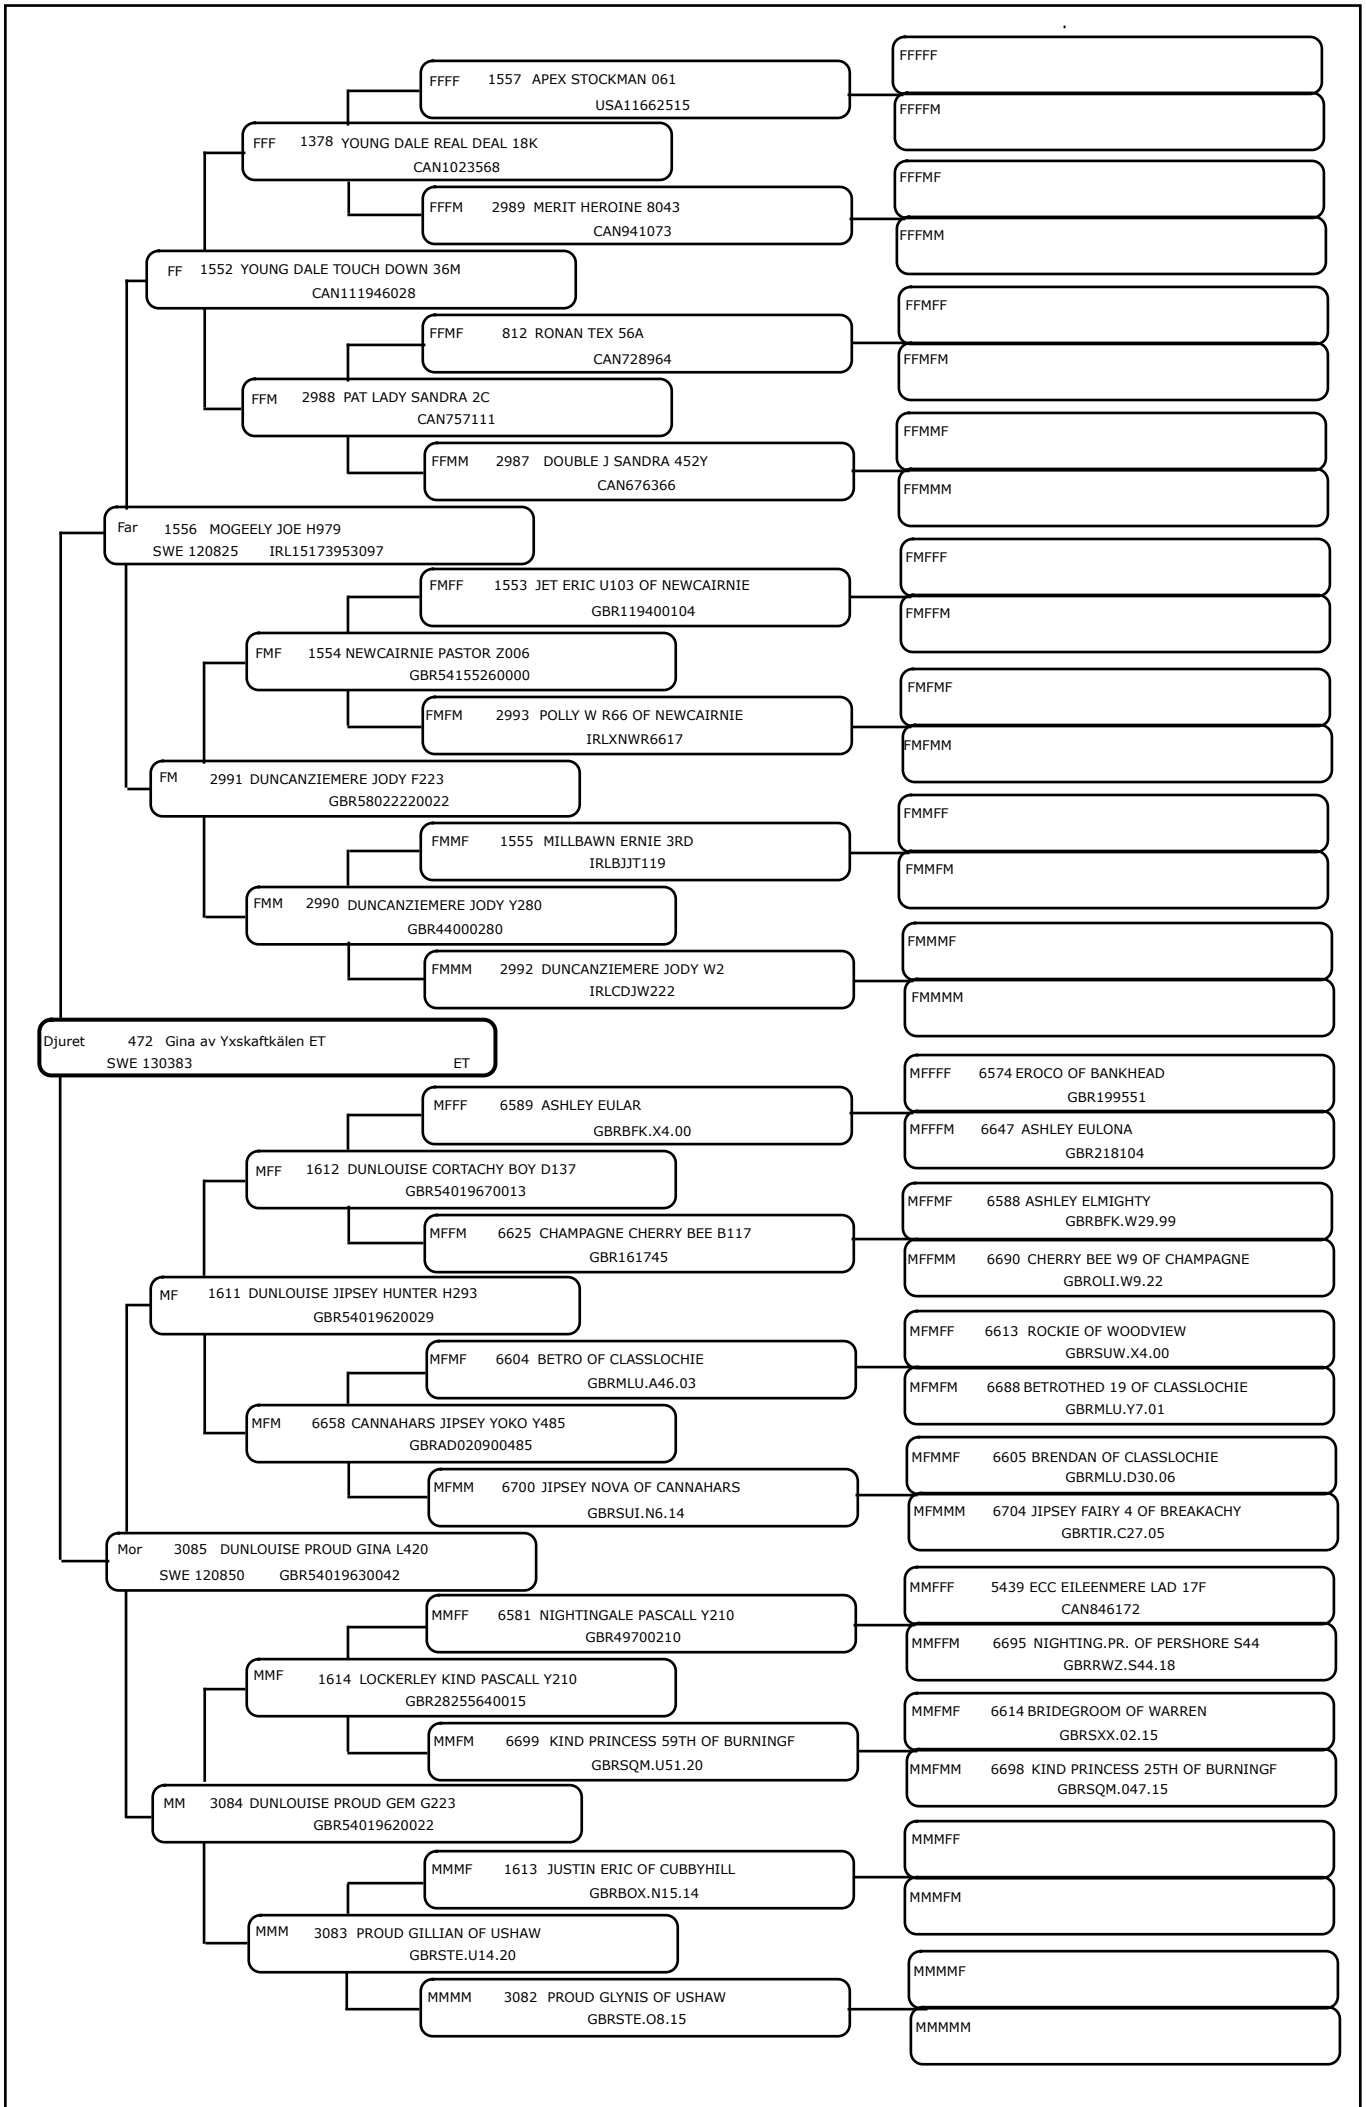 FFFFF
FFFF 1557 APEX STOCKMAN 061
USA11662515
FFFFM
FFF 1378 YOUNG DALE REAL DEAL 18K
CAN1023568
FFFMF
FFFM 2989 MERIT HEROINE 8043
CAN941073
FFFMM
FF 1552 YOUNG DALE TOUCH DOWN 36M
CAN111946028
FFMFF
FFMF 812 RONAN TEX 56A
CAN728964
FFMFM
FFM 2988 PAT LADY SANDRA 2C
CAN757111
FFMMF
FFMM 2987 DOUBLE J SANDRA 452Y
CAN676366
FFMMM
Far 1556 MOGEELY JOE H979
SWE 120825 IRL15173953097
FMFFF
FMFF 1553 JET ERIC U103 OF NEWCAIRNIE
GBR119400104
FMFFM
FMF 1554 NEWCAIRNIE PASTOR Z006
GBR54155260000
FMFMF
FMFM 2993 POLLY W R66 OF NEWCAIRNIE
IRLXNWR6617
FMFMM
FM 2991 DUNCANZIEMERE JODY F223
GBR58022220022
FMMFF
FMMF 1555 MILLBAWN ERNIE 3RD
IRLBJJT119
FMMFM
FMM 2990 DUNCANZIEMERE JODY Y280
GBR44000280
FMMMF
FMMM 2992 DUNCANZIEMERE JODY W2
IRLCDJW222
FMMMM
Djuret 472 Gina av Yxskaftkälen ET
SWE 130383 ET
MFFFF 6574 EROCO OF BANKHEAD
GBR199551
MFFF 6589 ASHLEY EULAR
GBRBFK.X4.00
MFFFM 6647 ASHLEY EULONA
GBR218104
MFF 1612 DUNLOUISE CORTACHY BOY D137
GBR54019670013
MFFMF 6588 ASHLEY ELMIGHTY
GBRBFK.W29.99
MFFM 6625 CHAMPAGNE CHERRY BEE B117
GBR161745
MFFMM 6690 CHERRY BEE W9 OF CHAMPAGNE
GBROLI.W9.22
MF 1611 DUNLOUISE JIPSEY HUNTER H293
GBR54019620029
MFMFF 6613 ROCKIE OF WOODVIEW
GBRSUW.X4.00
MFMF 6604 BETRO OF CLASSLOCHIE
GBRMLU.A46.03
MFMFM 6688 BETROTHED 19 OF CLASSLOCHIE
GBRMLU.Y7.01
MFM 6658 CANNAHARS JIPSEY YOKO Y485
GBRAD020900485
MFMMF 6605 BRENDAN OF CLASSLOCHIE
GBRMLU.D30.06
MFMM 6700 JIPSEY NOVA OF CANNAHARS
GBRSUI.N6.14
MFMMM 6704 JIPSEY FAIRY 4 OF BREAKACHY
GBRTIR.C27.05
Mor 3085 DUNLOUISE PROUD GINA L420
SWE 120850 GBR54019630042
MMFFF 5439 ECC EILEENMERE LAD 17F
CAN846172
MMFF 6581 NIGHTINGALE PASCALL Y210
GBR49700210
MMFFM 6695 NIGHTING.PR. OF PERSHORE S44
GBRRWZ.S44.18
MMF 1614 LOCKERLEY KIND PASCALL Y210
GBR28255640015
MMFMF 6614 BRIDEGROOM OF WARREN
GBRSXX.02.15
MMFM 6699 KIND PRINCESS 59TH OF BURNINGF
GBRSQM.U51.20
MMFMM 6698 KIND PRINCESS 25TH OF BURNINGF
GBRSQM.047.15
MM 3084 DUNLOUISE PROUD GEM G223
GBR54019620022
MMMFF
MMMF 1613 JUSTIN ERIC OF CUBBYHILL
GBRBOX.N15.14
MMMFM
MMM 3083 PROUD GILLIAN OF USHAW
GBRSTE.U14.20
MMMMF
MMMM 3082 PROUD GLYNIS OF USHAW
GBRSTE.O8.15
MMMMM